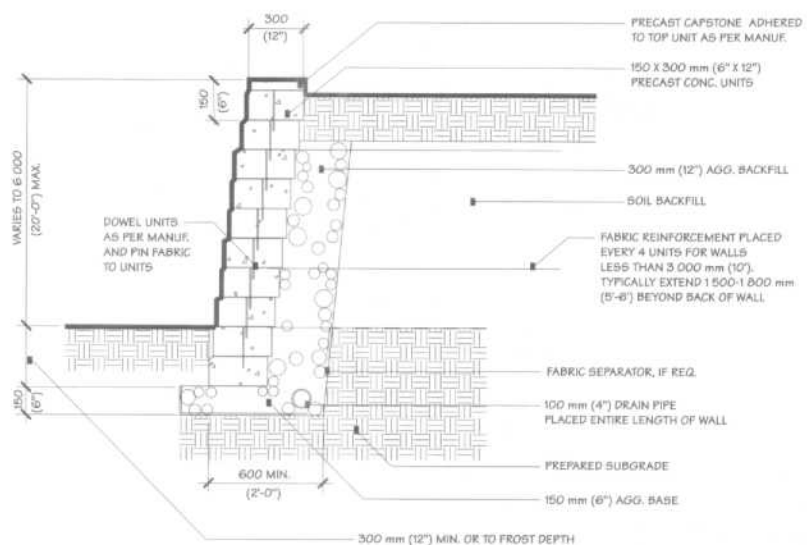 300
(12")
PRECAST CAPSTONE ADHERED
TO TOP UNIT AS PER MANUF.
150 X 300 mm (6" X 12")
PRECAST CONC. UNITS
150
(6")
300 mm (12") AGG. BACKFILL
SOIL BACKFILL
VARIES TO 6 000
(20'-0") MAX.
DOWEL UNITS
AS PER MANUF.
AND PIN FABRIC
TO UNITS
FABRIC REINFORCEMENT PLACED
EVERY 4 UNITS FOR WALLS
LESS THAN 3 000 mm (10').
TYPICALLY EXTEND 1 500-1 800 mm
(5'-6') BEYOND BACK OF WALL
FABRIC SEPARATOR, IF REQ.
150
(6")
100 mm (4") DRAIN PIPE
PLACED ENTIRE LENGTH OF WALL
PREPARED SUBGRADE
600 MIN.
(2'-0")
150 mm (6") AGG. BASE
300 mm (12") MIN. OR TO FROST DEPTH